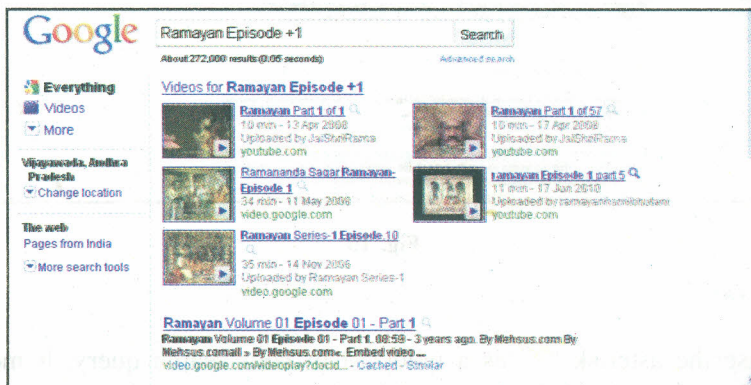 Google
Ramayan Episode +1
Search
About 272,000 results (0.06 seconds)
Advanced search
Everything
Videos
More
Vijayawada, Andhra
Pradesh
Change location
The web
Pages from India
More search tools
Videos for Ramayan Episode +1
Ramayan Part 1 of 1
10 min - 13 Apr 2008
Uploaded by JaiShriRama
youtube.com
Ramayan Part 1 of 57
10 min - 17 Apr 2008
Uploaded by JaiShriRama
youtube.com
Ramananda Sagar Ramayan-
Episode 1
34 min - 11 May 2006
video.google.com
ramayan Episode 1 part 5
11 min - 17 Jan 2010
Uploaded by
youtube.com
Ramayan Series-1 Episode 10
35 min - 14 Nov 2006
Uploaded by Ramayan Series-1
video.google.com
Ramayan Volume 01 Episode 01 - Part 1
Ramayan Volume 01 Episode 01 - Part 1. 08:59 - 3 years ago. By Mehsus.com By
Mehsus.comall » By Mehsus.com«. Embed video ...
video.google.com/videoplay?docid... - Cached - Similar
se the
query